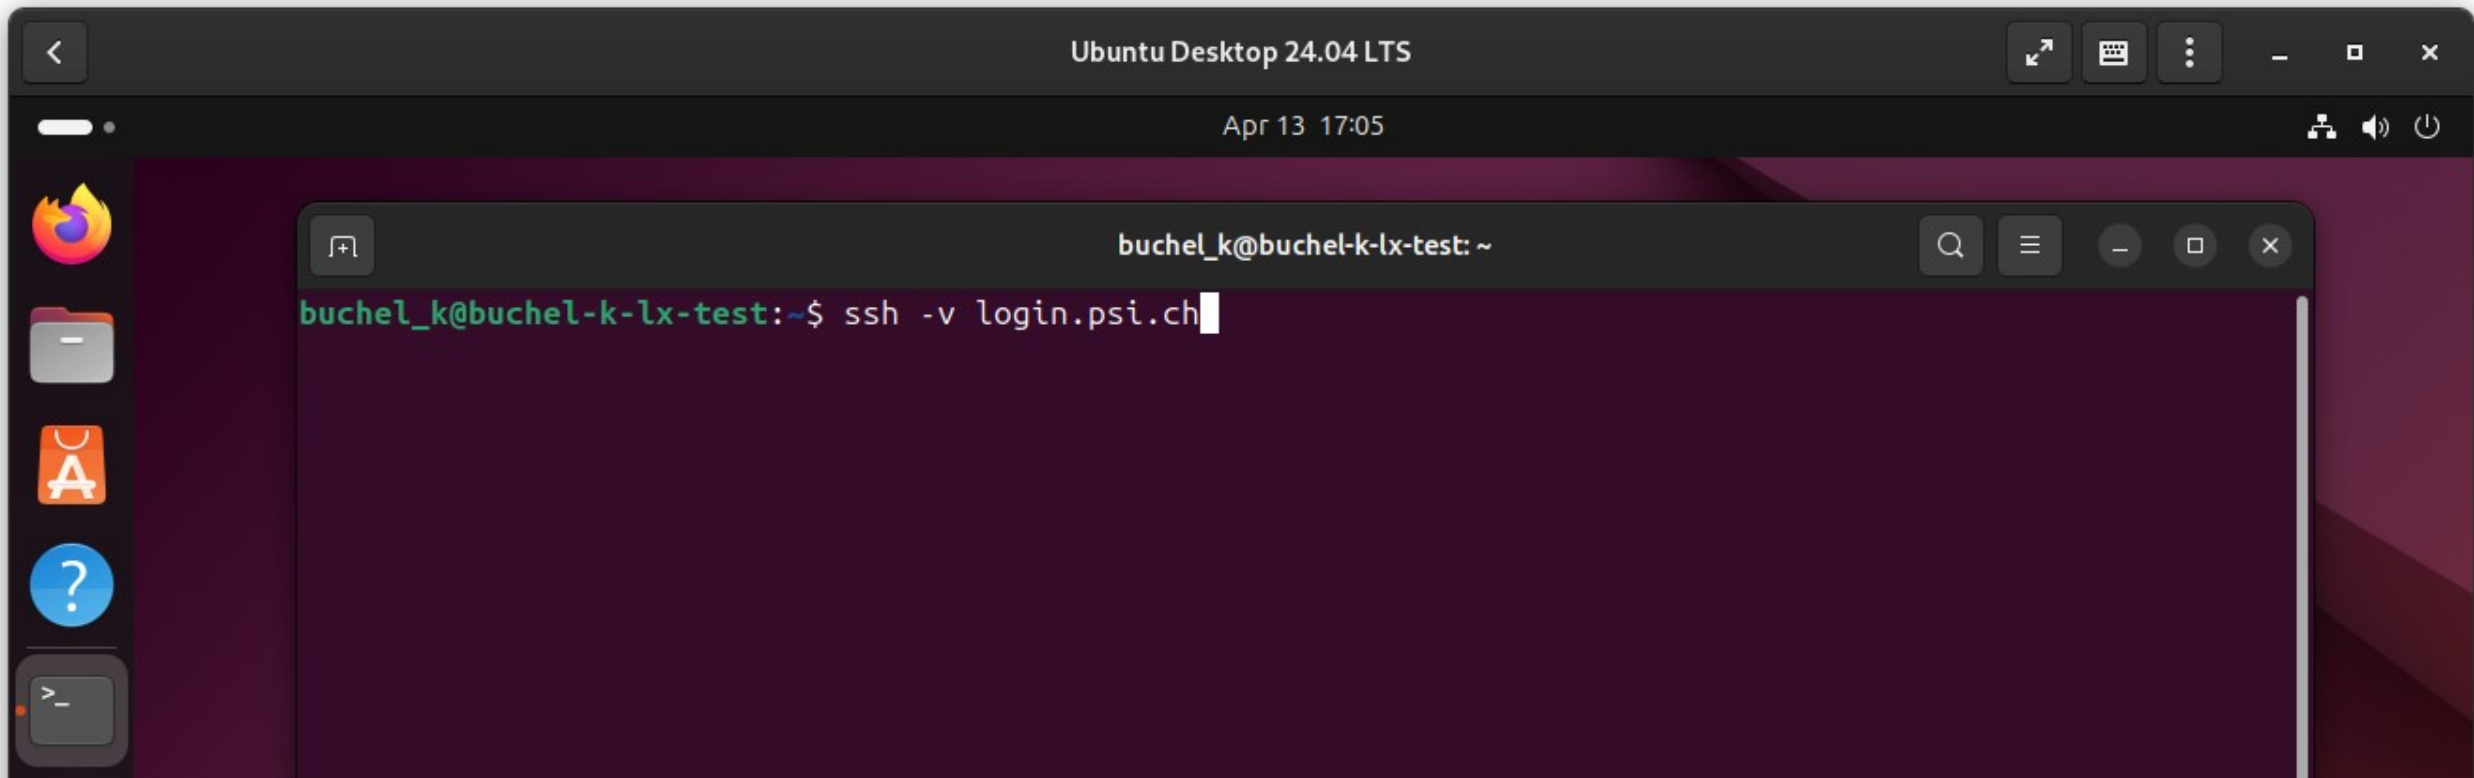 Ubuntu Desktop 24.04 LTS
Apr 13 17:05
buchel_k@buchel-k-lx-test: ~
buchel_k@buchel-k-lx-test:~$ ssh -v login.psi.ch